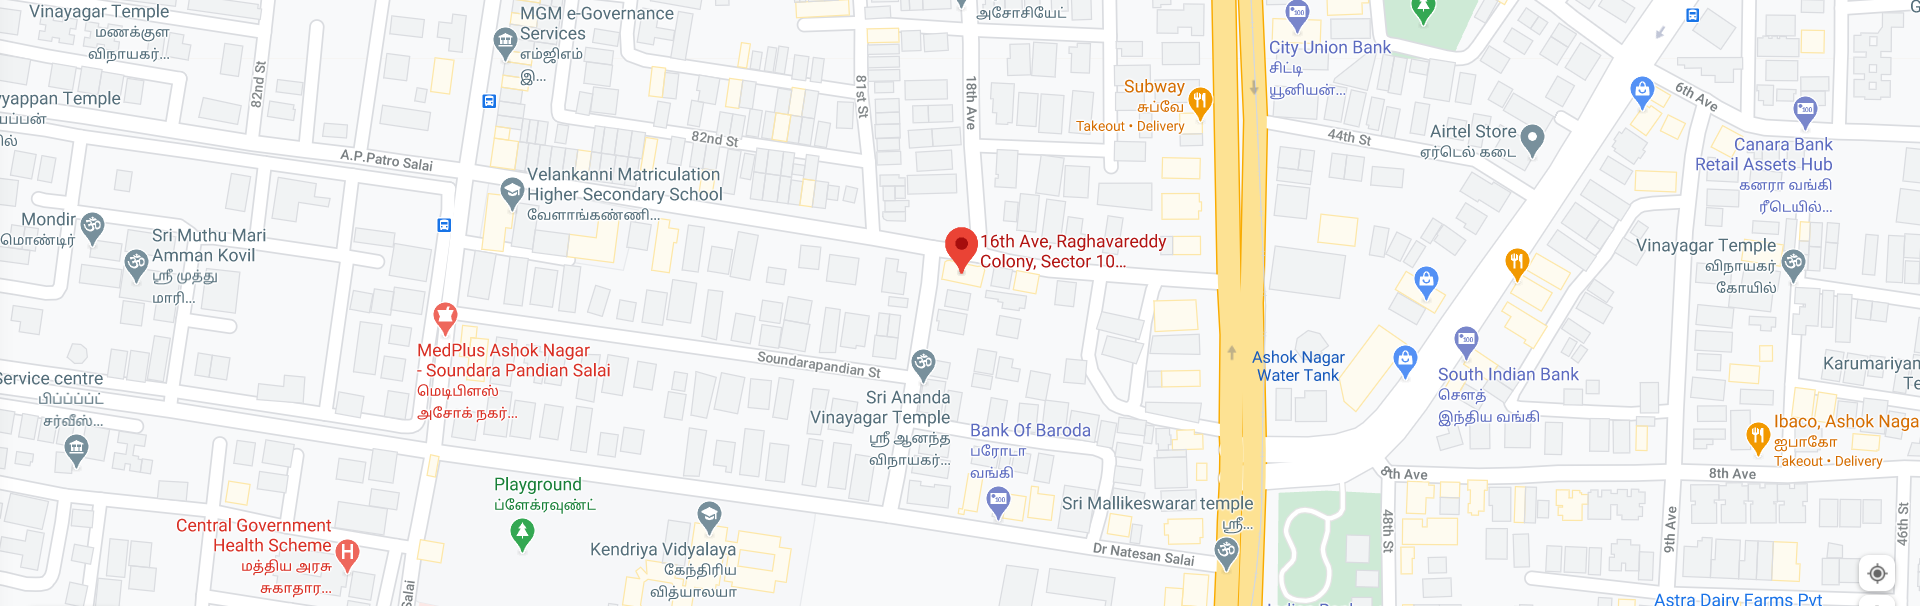 Vinayagar Temple
மணக்குள
விநாயகர்...
82nd St
MGM e-Governance
Services
எம்ஜிஎம்
இ...
அசோசியேட்
81st St
18th Ave
Subway
சுப்வே
Takeout • Delivery
City Union Bank
சிட்டி
யூனியன்...
6th Ave
44th St
Airtel Store
ஏர்டெல் கடை
Canara Bank
Retail Assets Hub
கனரா வங்கி
ரீடெயில்...
yappan Temple
யப்பன்
பில்
A.P.Patro Salai
82nd St
Velankanni Matriculation
Higher Secondary School
வேளாங்கண்ணி...
Mondir
மொண்டிர்
Sri Muthu Mari
Amman Kovil
ஸ்ரீ முத்து
மாரி...
16th Ave, Raghavareddy
Colony, Sector 10...
Vinayagar Temple
விநாயகர்
கோயில்
MedPlus Ashok Nagar
- Soundara Pandian Salai
மெடிபிளஸ்
அசோக் நகர்...
Soundarapandian St
Ashok Nagar
Water Tank
South Indian Bank
சௌத்
இந்திய வங்கி
Karumariyan
Te
Service centre
பிப்ப்ப்ட்
சர்வீஸ்...
Sri Ananda
Vinayagar Temple
ஸ்ரீ ஆனந்த
விநாயகர்...
Bank Of Baroda
ப்ரோடா
வங்கி
Ibaco, Ashok Naga
ஐபாகோ
Takeout • Delivery
8th Ave
8th Ave
Playground
ப்ளேக்ரவுண்ட்
Sri Mallikeswarar temple
ஸ்ரீ...
Central Government
Health Scheme
மத்திய அரசு
சுகாதார...
Kendriya Vidyalaya
கேந்திரிய
வித்யாலயா
Dr Natesan Salai
48th St
9th Ave
46th St
Salai
Astra Dairy Farms Pvt